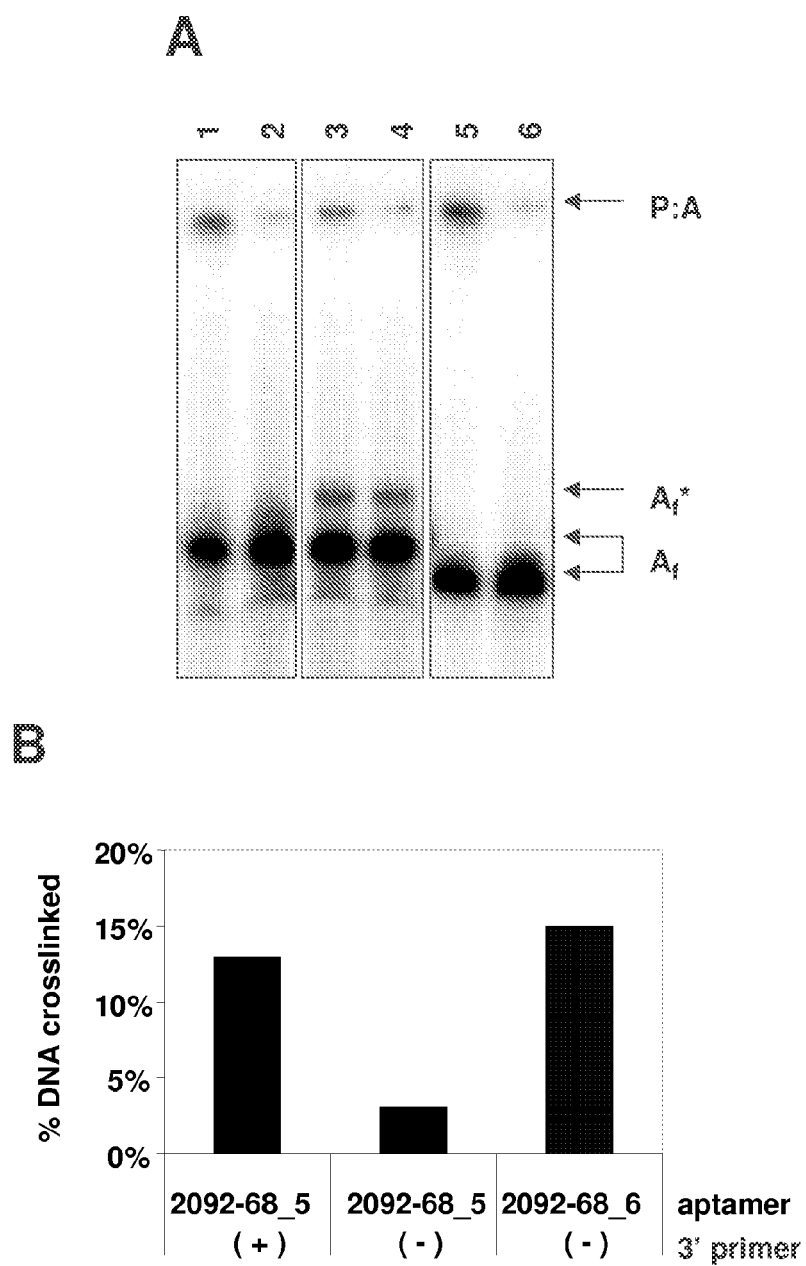 A
1 2 3 4 5 6
P:A
Af*
Af
B
% DNA crosslinked
20%
15%
10%
5%
0%
2092-68_5 2092-68_5 2092-68_6 aptamer
( + ) ( - ) ( - ) 3' primer